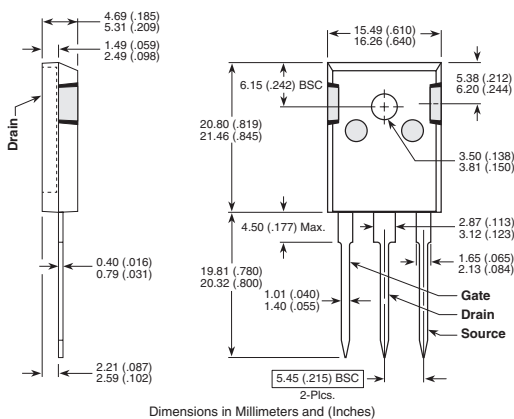 4.69 (.185)
5.31 (.209)
1.49 (.059)
2.49 (.098)
15.49 (.610)
16.26 (.640)
6.15 (.242) BSC
5.38 (.212)
6.20 (.244)
Drain
20.80 (.819)
21.46 (.845)
3.50 (.138)
3.81 (.150)
4.50 (.177) Max.
2.87 (.113)
3.12 (.123)
0.40 (.016)
0.79 (.031)
19.81 (.780)
20.32 (.800)
1.65 (.065)
2.13 (.084)
1.01 (.040)
1.40 (.055)
Gate
Drain
Source
2.21 (.087)
2.59 (.102)
5.45 (.215) BSC
2-Plcs.
Dimensions in Millimeters and (Inches)